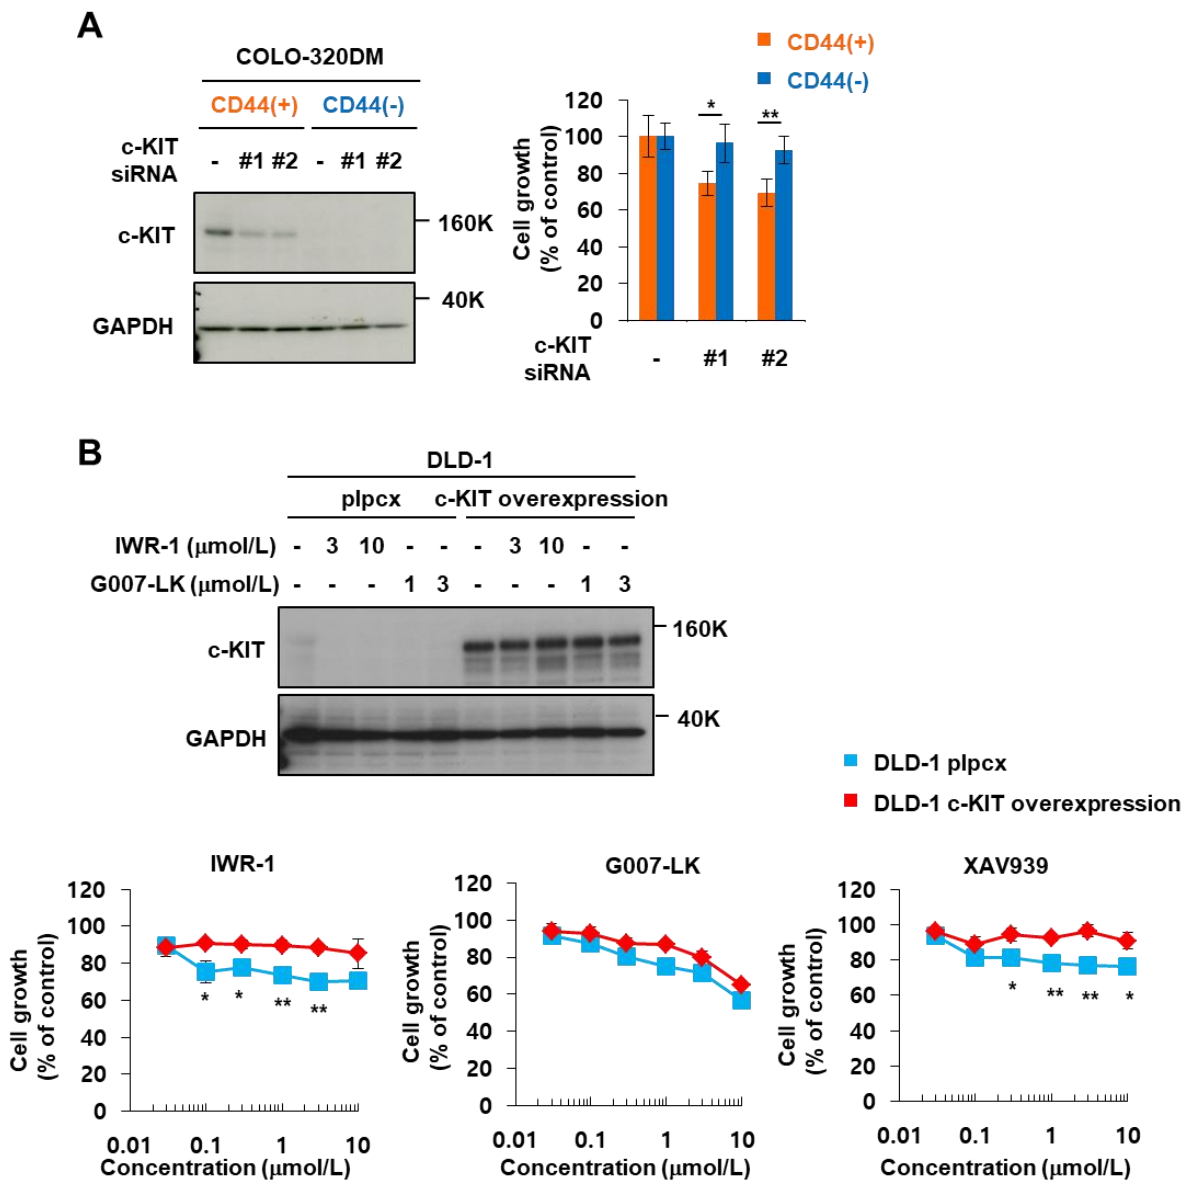 A
COLO-320DM
CD44(+) CD44(-)
c-KIT siRNA - #1 #2 - #1 #2
c-KIT 160K
GAPDH 40K
CD44(+)
CD44(-)
Cell growth (% of control)
120
100
80
60
40
20
0
* **
c-KIT siRNA - #1 #2
B
DLD-1
plpcx c-KIT overexpression
IWR-1 (μmol/L) - 3 10 - - - 3 10 - -
G007-LK (μmol/L) - - - 1 3 - - - 1 3
c-KIT 160K
GAPDH 40K
DLD-1 plpcx
DLD-1 c-KIT overexpression
IWR-1
Cell growth (% of control)
120
100
80
60
40
20
0
* * ** **
0.01 0.1 1 10
Concentration (μmol/L)
G007-LK
Cell growth (% of control)
120
100
80
60
40
20
0
0.01 0.1 1 10
Concentration (μmol/L)
XAV939
Cell growth (% of control)
120
100
80
60
40
20
0
* ** ** *
0.01 0.1 1 10
Concentration (μmol/L)